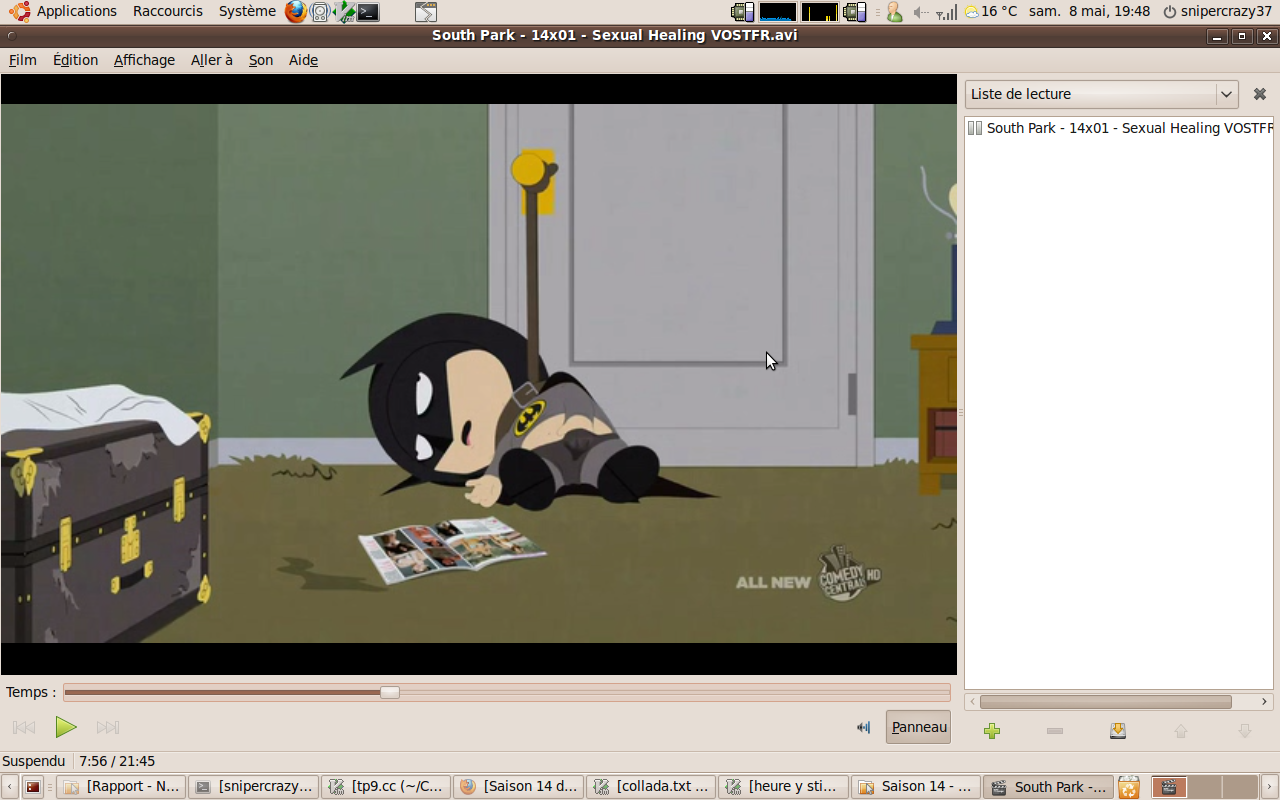 Applications Raccourcis Système 16 °C sam. 8 mai, 19:48 snipercrazy37
South Park - 14x01 - Sexual Healing VOSTFR.avi
Film Édition Affichage Aller à Son Aide
Liste de lecture
South Park - 14x01 - Sexual Healing VOSTFR
ALL NEW COMEDY CENTRAL HD
Temps :
Panneau
Suspendu 7:56 / 21:45
[Rapport - N... [snipercrazy... [tp9.cc (~/C... [Saison 14 d... [collada.txt ... [heure y sti... Saison 14 - ... South Park -...